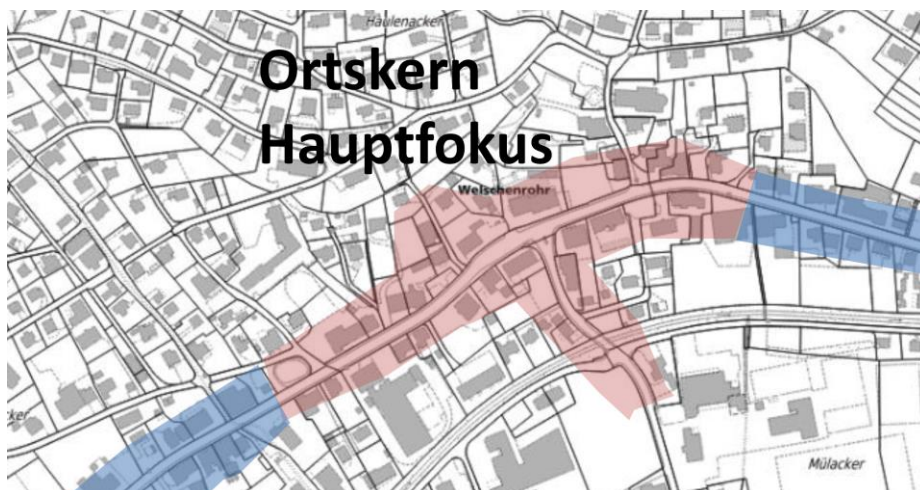 Haulenacker
Ortskern
Hauptfokus
Welschenrohr
cker
Mülacker